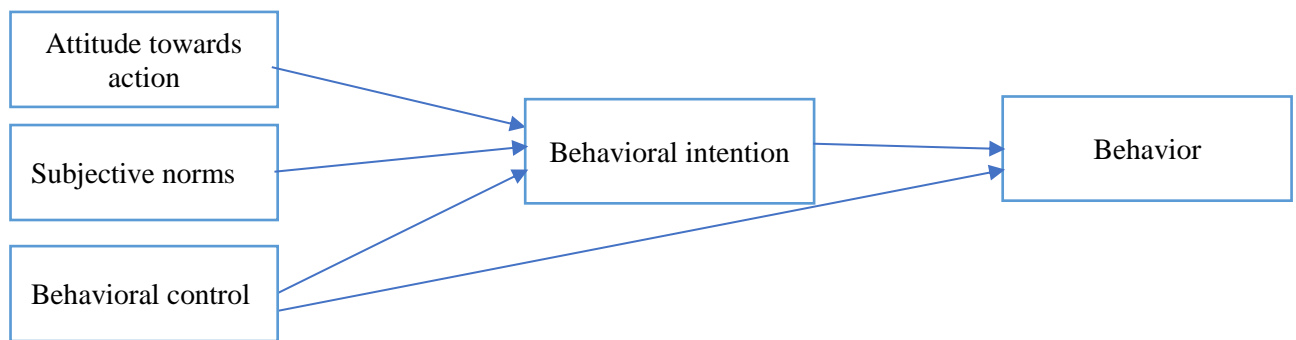 Attitude towards
action
Subjective norms
Behavioral control
Behavioral intention
Behavior